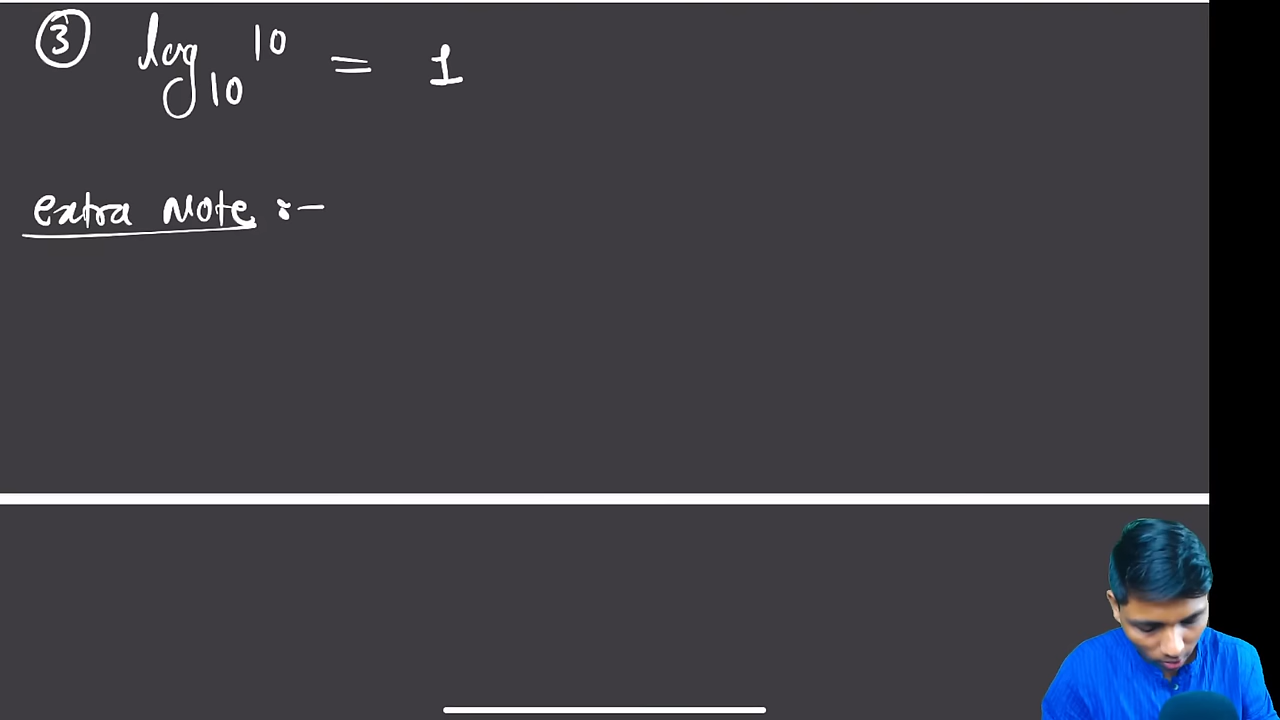 ③ log₁₀ 10 = 1
extra Note :-